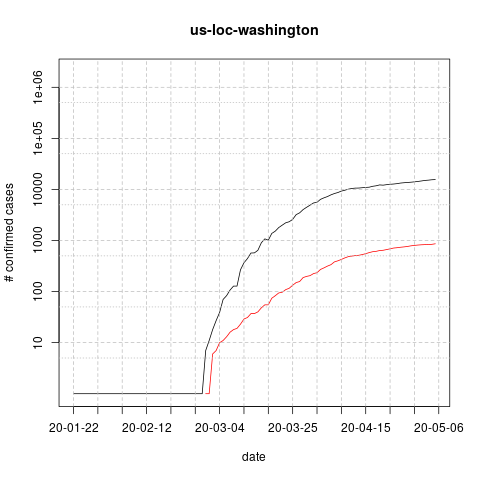 us-loc-washington
# confirmed cases
1e+06
1e+05
10000
1000
100
10
20-01-22
20-02-12
20-03-04
20-03-25
20-04-15
20-05-06
date